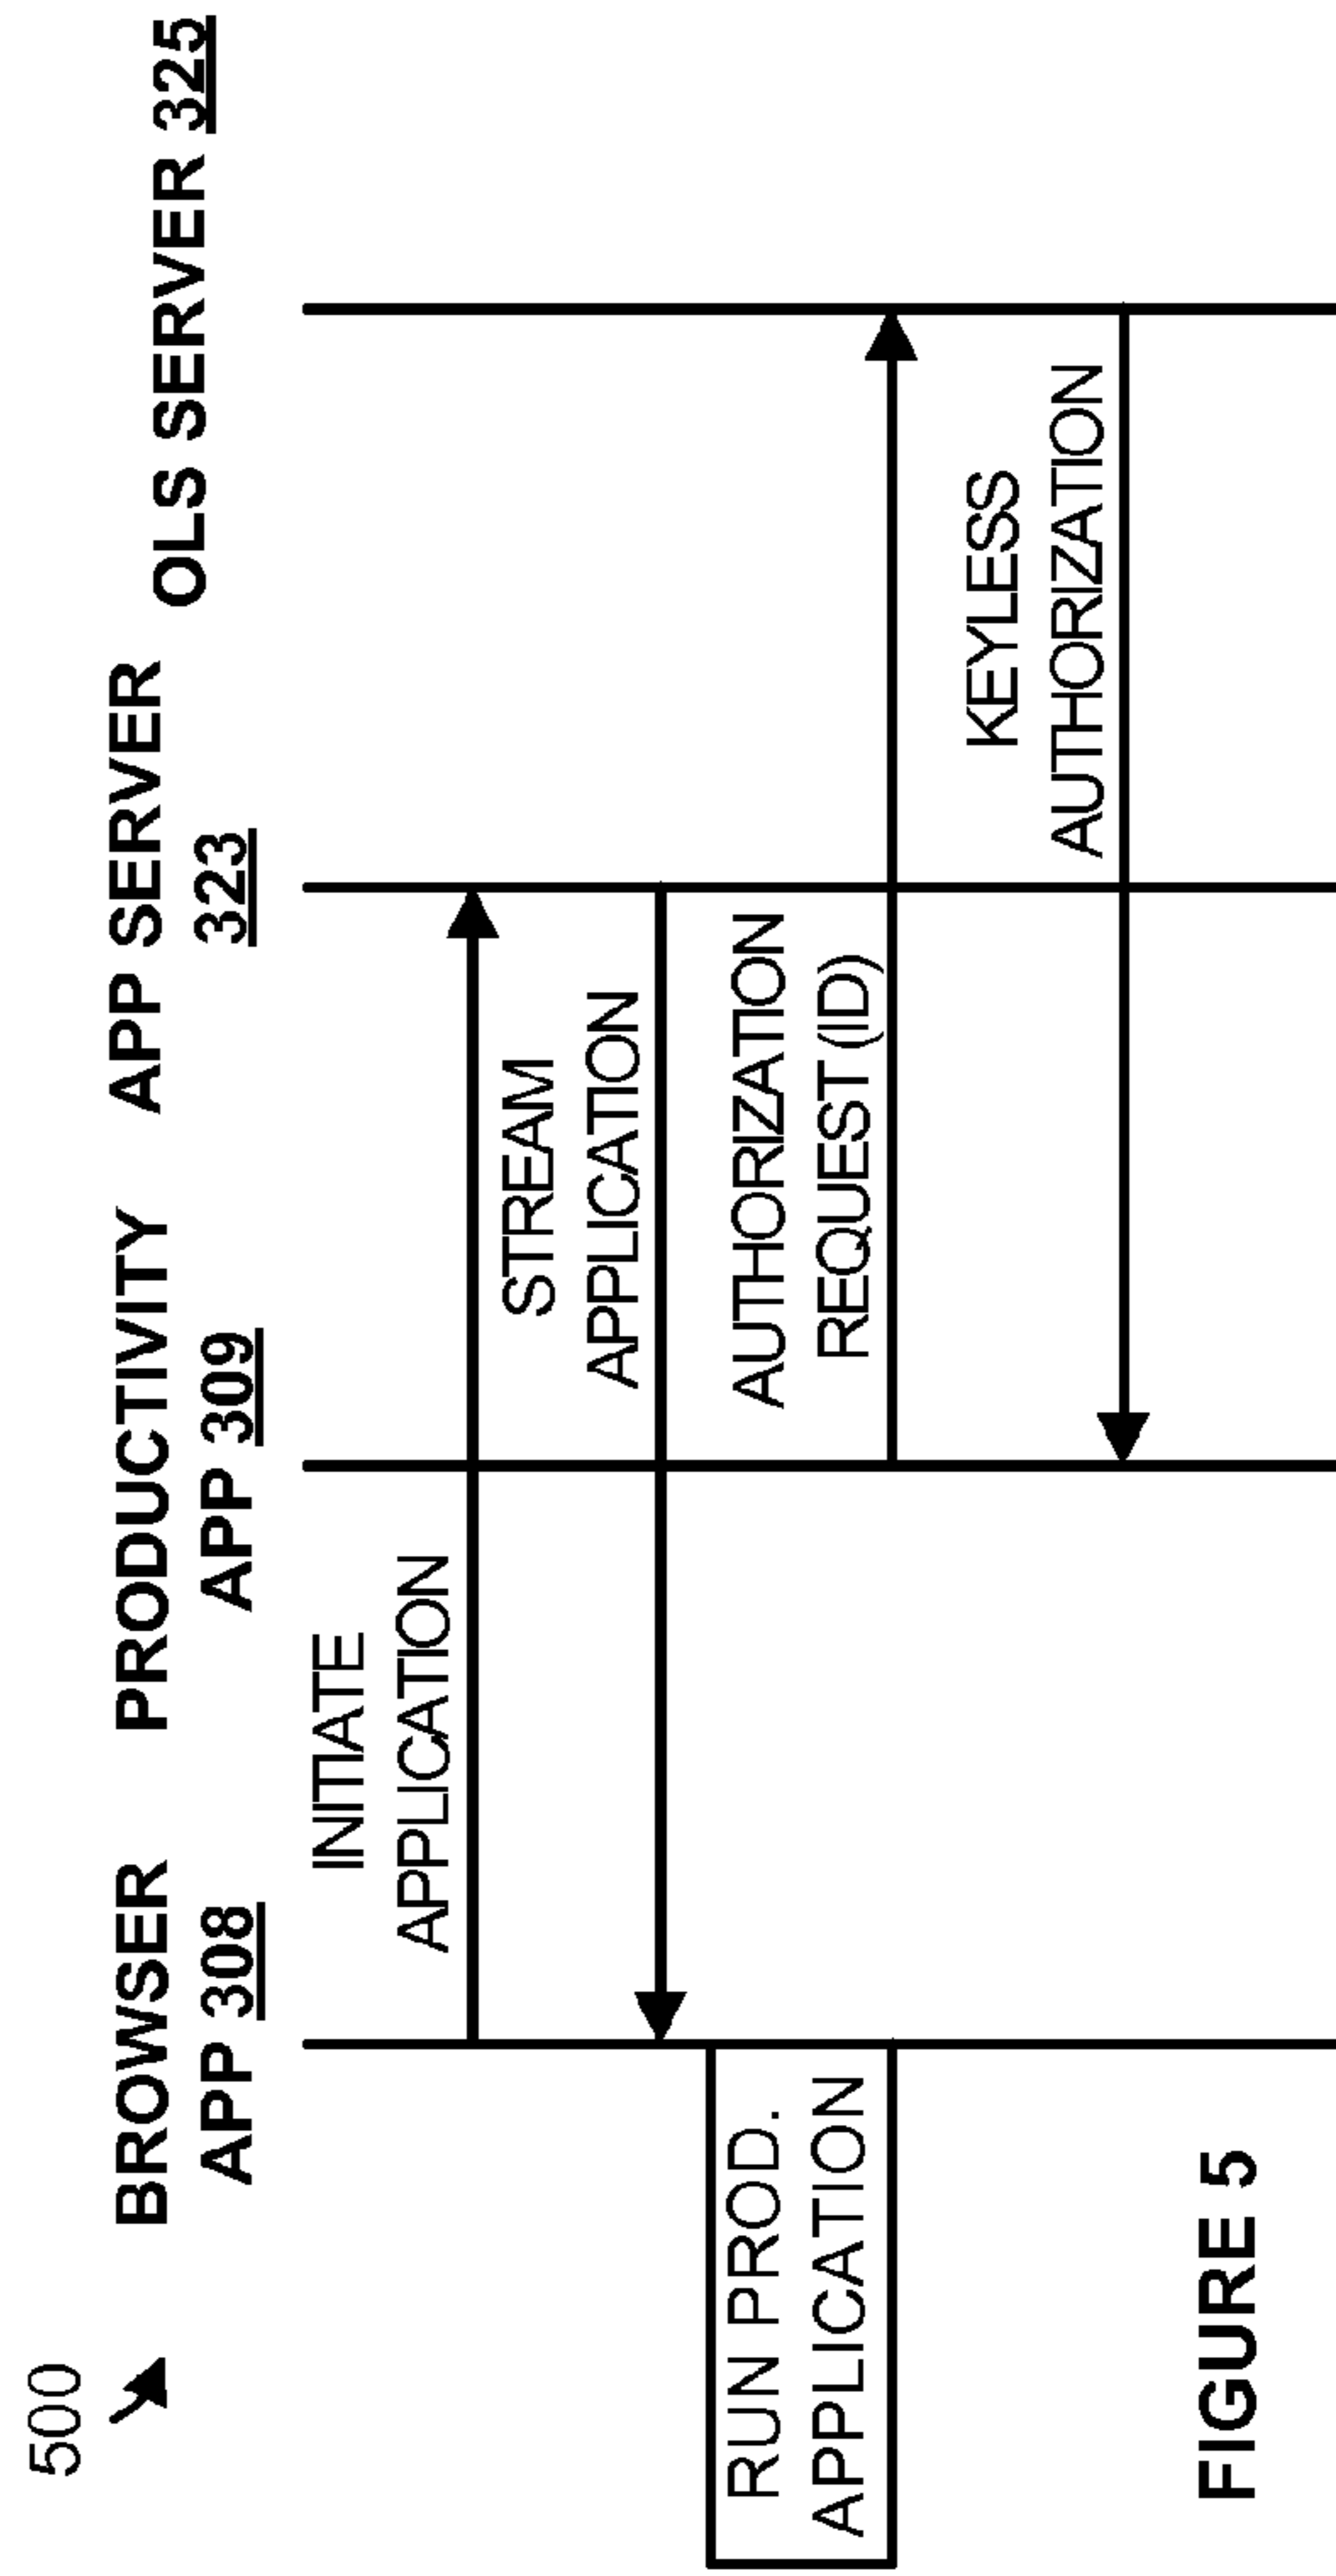 500
BROWSER
APP 308
PRODUCTIVITY
APP 309
APP SERVER
323
OLS SERVER 325
INITIATE
APPLICATION
STREAM
APPLICATION
RUN PROD.
APPLICATION
AUTHORIZATION
REQUEST (ID)
KEYLESS
AUTHORIZATION
FIGURE 5